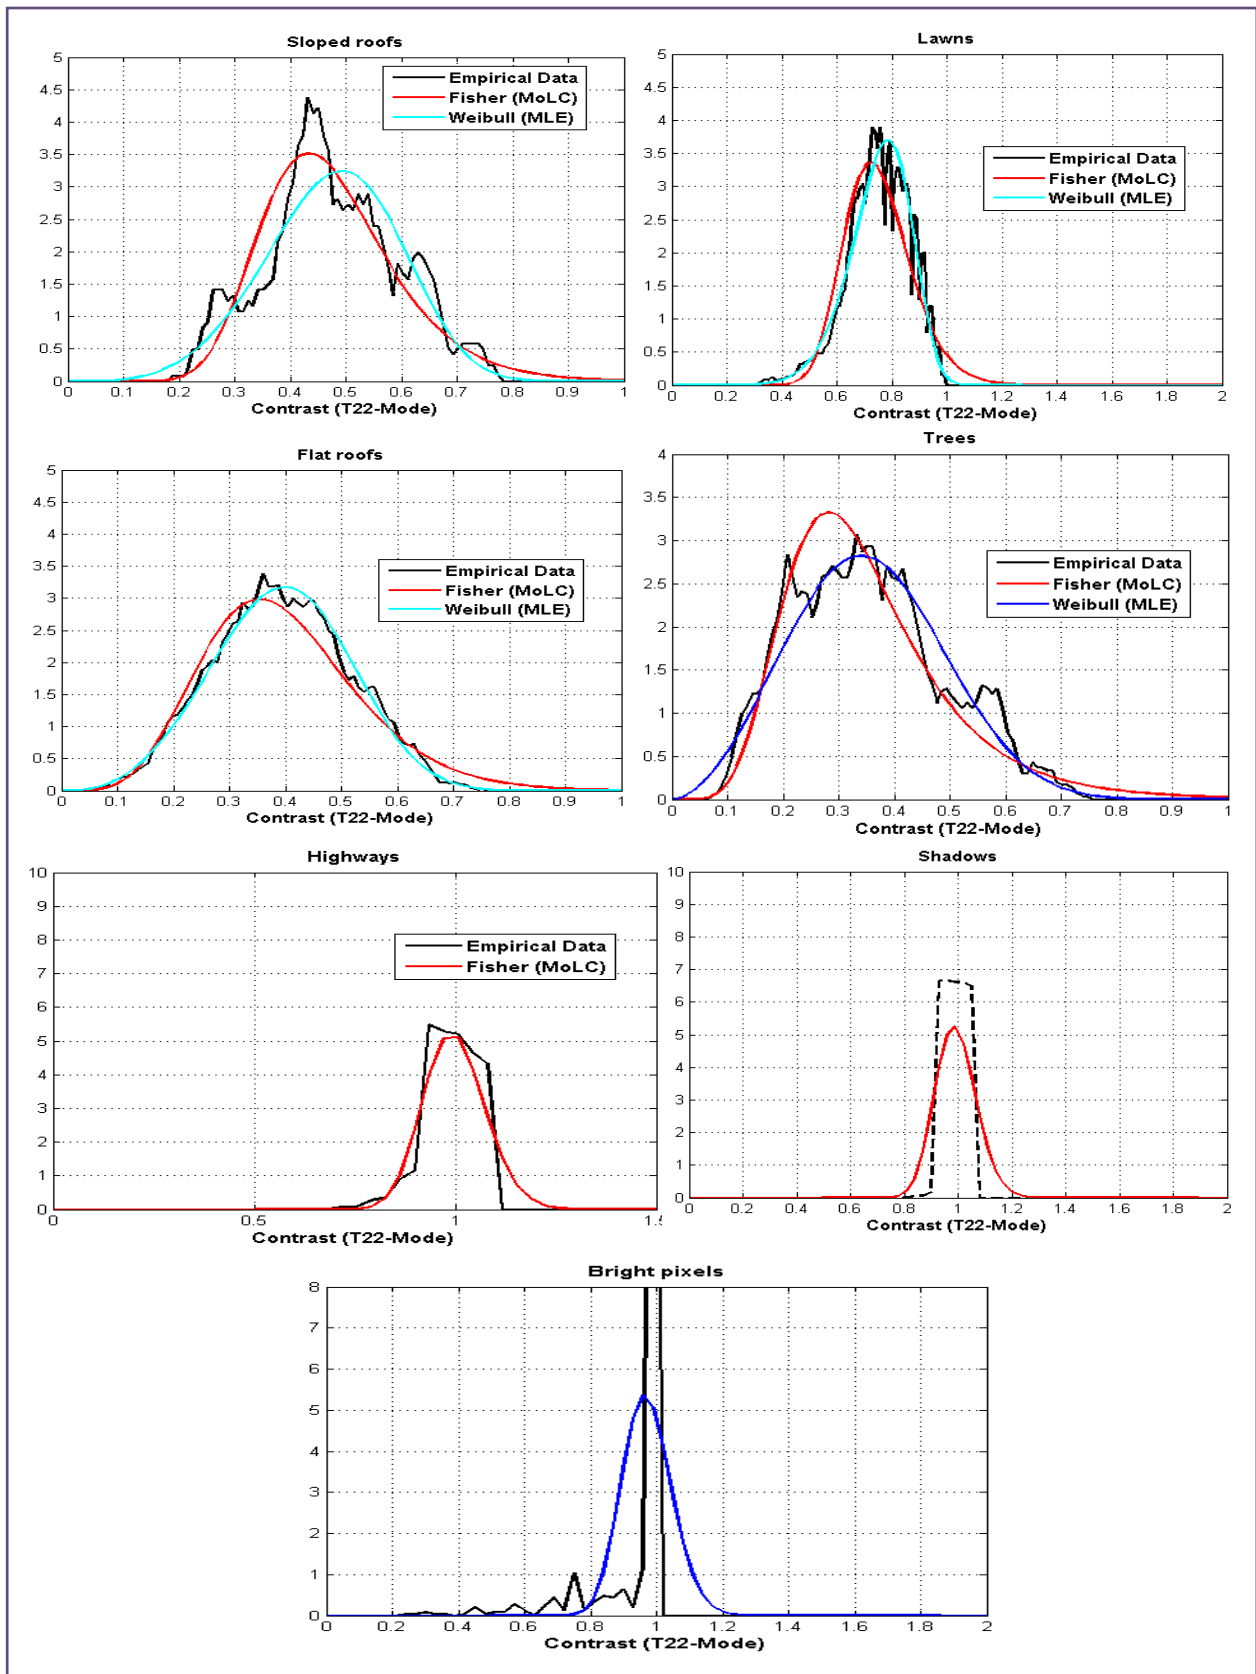 Sloped roofs
5
4.5
4
3.5
3
2.5
2
1.5
1
0.5
0
Empirical Data
Fisher (MoLC)
Weibull (MLE)
0 0.1 0.2 0.3 0.4 0.5 0.6 0.7 0.8 0.9 1
Contrast (T22-Mode)
Lawns
5
4.5
4
3.5
3
2.5
2
1.5
1
0.5
0
Empirical Data
Fisher (MoLC)
Weibull (MLE)
0 0.2 0.4 0.6 0.8 1 1.2 1.4 1.6 1.8 2
Contrast (T22-Mode)
Flat roofs
5
4.5
4
3.5
3
2.5
2
1.5
1
0.5
0
Empirical Data
Fisher (MoLC)
Weibull (MLE)
0 0.1 0.2 0.3 0.4 0.5 0.6 0.7 0.8 0.9 1
Contrast (T22-Mode)
Trees
4
3.5
3
2.5
2
1.5
1
0.5
0
Empirical Data
Fisher (MoLC)
Weibull (MLE)
0 0.1 0.2 0.3 0.4 0.5 0.6 0.7 0.8 0.9 1
Contrast (T22-Mode)
Highways
10
9
8
7
6
5
4
3
2
1
0
Empirical Data
Fisher (MoLC)
0 0.5 1
Contrast (T22-Mode)
Shadows
10
9
8
7
6
5
4
3
2
1
0
0 0.2 0.4 0.6 0.8 1 1.2 1.4 1.6 1.8 2
Contrast (T22-Mode)
Bright pixels
8
7
6
5
4
3
2
1
0
0 0.2 0.4 0.6 0.8 1 1.2 1.4 1.6 1.8 2
Contrast (T22-Mode)